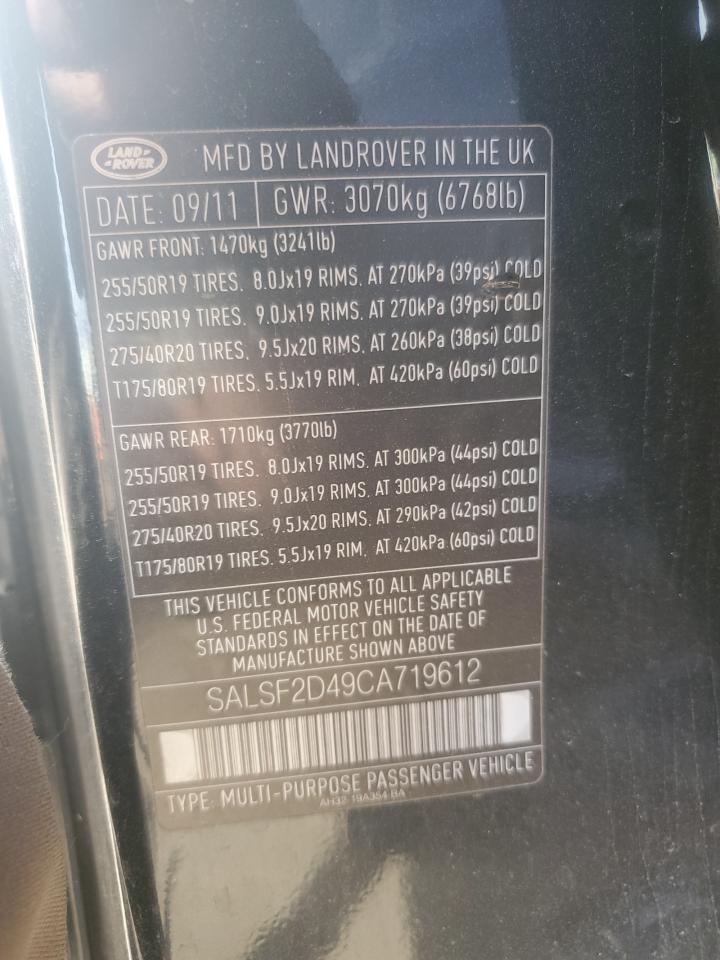 LAND-
-ROVER
MFD BY LANDROVER IN THE UK
DATE: 09/11 GWR: 3070kg (6768lb)
GAWR FRONT: 1470kg (3241lb)
255/50R19 TIRES. 8.0Jx19 RIMS. AT 270kPa (39psi) COLD
255/50R19 TIRES. 9.0Jx19 RIMS. AT 270kPa (39psi) COLD
275/40R20 TIRES. 9.5Jx20 RIMS. AT 260kPa (38psi) COLD
T175/80R19 TIRES. 5.5Jx19 RIM. AT 420kPa (60psi) COLD
GAWR REAR: 1710kg (3770lb)
255/50R19 TIRES. 8.0Jx19 RIMS. AT 300kPa (44psi) COLD
255/50R19 TIRES. 9.0Jx19 RIMS. AT 300kPa (44psi) COLD
275/40R20 TIRES. 9.5Jx20 RIMS. AT 290kPa (42psi) COLD
T175/80R19 TIRES. 5.5Jx19 RIM. AT 420kPa (60psi) COLD
THIS VEHICLE CONFORMS TO ALL APPLICABLE
U.S. FEDERAL MOTOR VEHICLE SAFETY
STANDARDS IN EFFECT ON THE DATE OF
MANUFACTURE SHOWN ABOVE
SALSF2D49CA719612
TYPE: MULTI-PURPOSE PASSENGER VEHICLE
AH32-19A354-BA